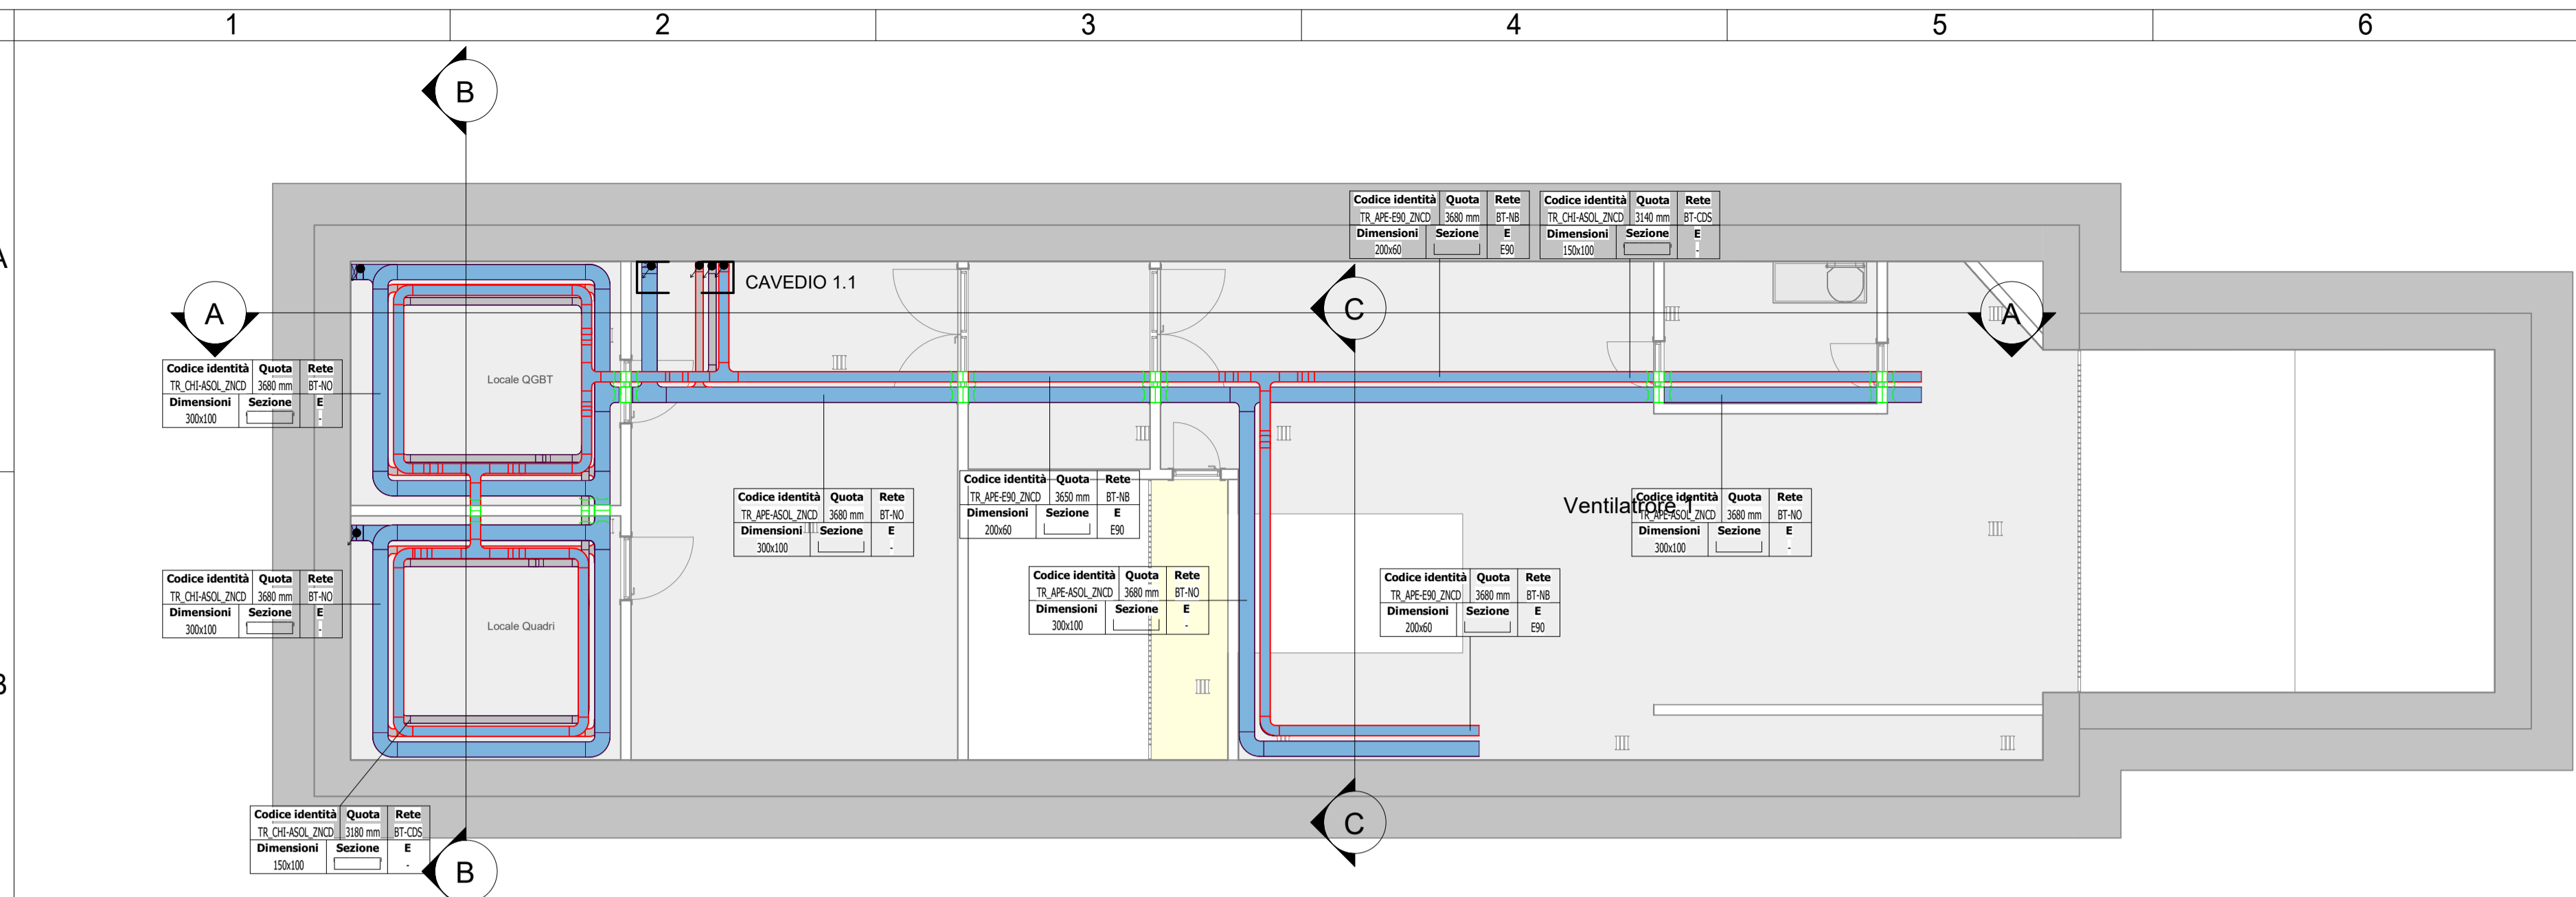 1 2 3 4 5 6
A
B
B
A
C
A
CAVEDIO 1.1
Codice identità Quota Rete
TR_APE-E90_ZNCD 3680 mm BT-NB
Dimensioni Sezione E
200x60 E90
Codice identità Quota Rete
TR_CHI-ASOL_ZNCD 3140 mm BT-CDS
Dimensioni Sezione E
150x100 -
Codice identità Quota Rete
TR_CHI-ASOL_ZNCD 3680 mm BT-NO
Dimensioni Sezione E
300x100 -
Locale QGBT
Codice identità Quota Rete
TR_APE-ASOL_ZNCD 3680 mm BT-NO
Dimensioni Sezione E
300x100 -
Codice identità Quota Rete
TR_APE-E90_ZNCD 3650 mm BT-NB
Dimensioni Sezione E
200x60 E90
Ventilatrore 1
Codice identità Quota Rete
TR_APE-ASOL_ZNCD 3680 mm BT-NO
Dimensioni Sezione E
300x100 -
Codice identità Quota Rete
TR_CHI-ASOL_ZNCD 3680 mm BT-NO
Dimensioni Sezione E
300x100 -
Locale Quadri
Codice identità Quota Rete
TR_APE-ASOL_ZNCD 3680 mm BT-NO
Dimensioni Sezione E
300x100 -
Codice identità Quota Rete
TR_APE-E90_ZNCD 3680 mm BT-NB
Dimensioni Sezione E
200x60 E90
Codice identità Quota Rete
TR_CHI-ASOL_ZNCD 3180 mm BT-CDS
Dimensioni Sezione E
150x100 -
B
C